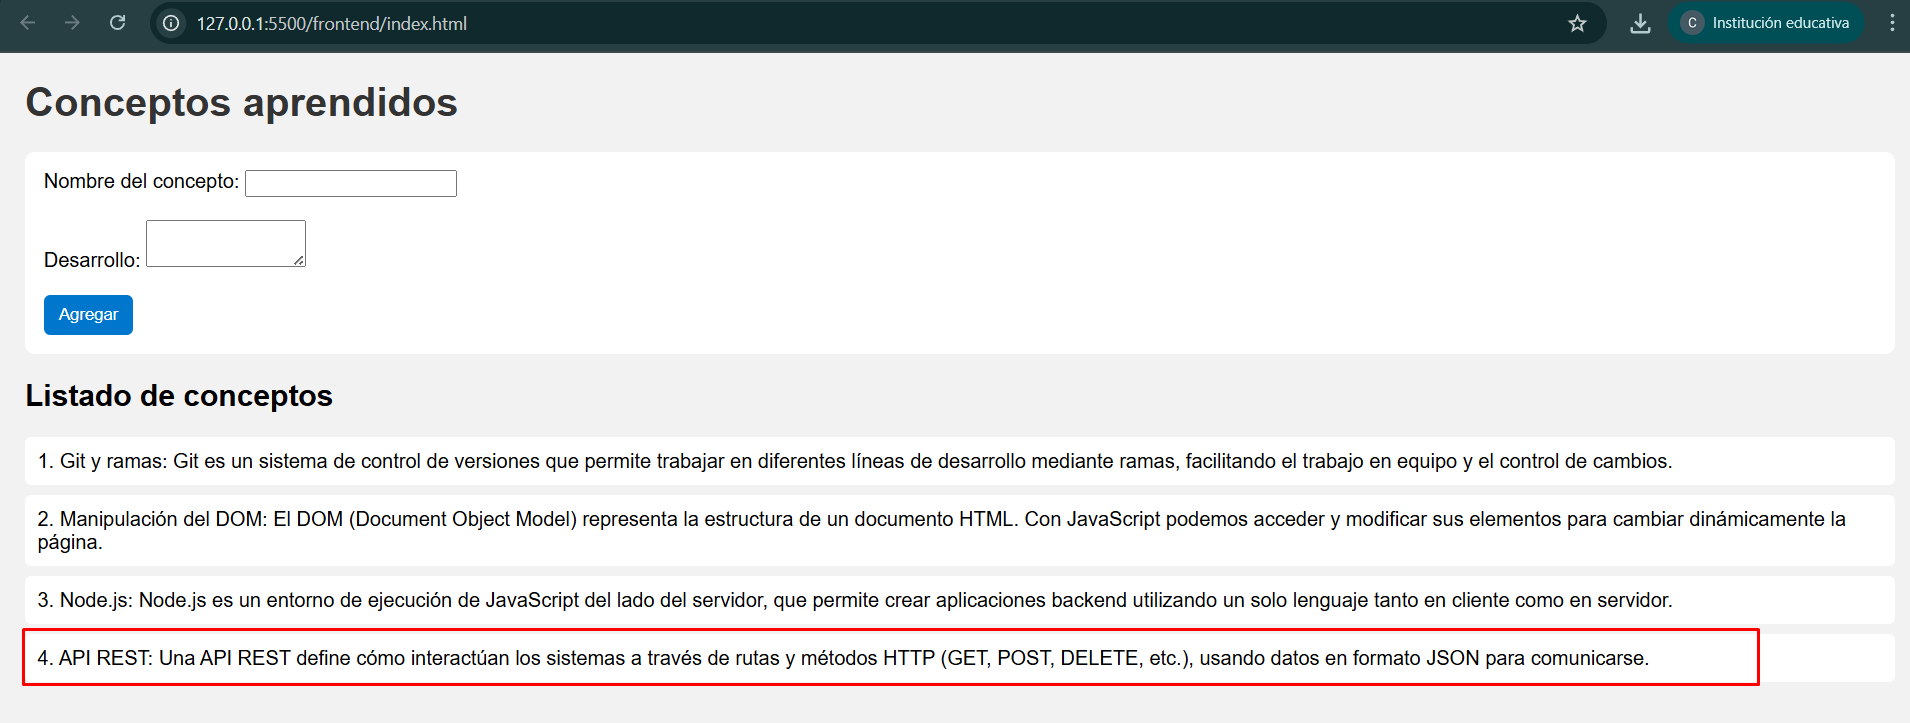 127.0.0.1:5500/frontend/index.html
C Institución educativa
Conceptos aprendidos
Nombre del concepto:
Desarrollo:
Agregar
Listado de conceptos
1. Git y ramas: Git es un sistema de control de versiones que permite trabajar en diferentes líneas de desarrollo mediante ramas, facilitando el trabajo en equipo y el control de cambios.
2. Manipulación del DOM: El DOM (Document Object Model) representa la estructura de un documento HTML. Con JavaScript podemos acceder y modificar sus elementos para cambiar dinámicamente la
página.
3. Node.js: Node.js es un entorno de ejecución de JavaScript del lado del servidor, que permite crear aplicaciones backend utilizando un solo lenguaje tanto en cliente como en servidor.
4. API REST: Una API REST define cómo interactúan los sistemas a través de rutas y métodos HTTP (GET, POST, DELETE, etc.), usando datos en formato JSON para comunicarse.